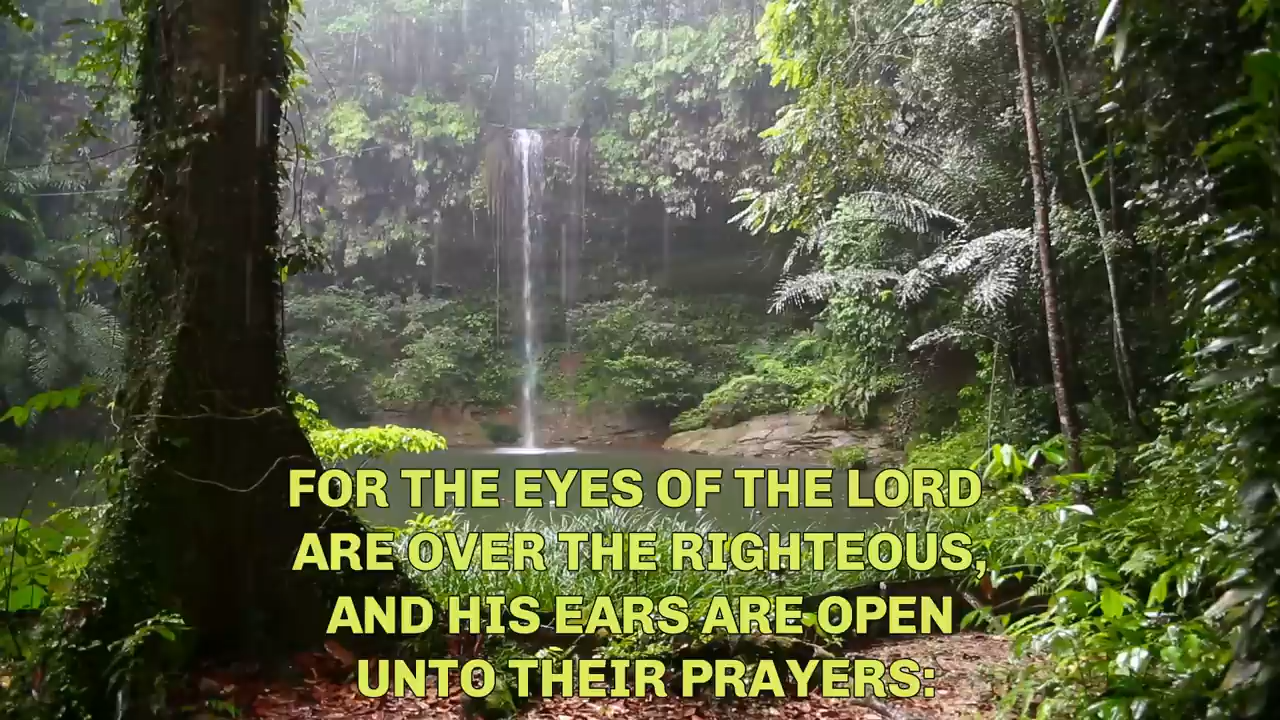 FOR THE EYES OF THE LORD
ARE OVER THE RIGHTEOUS,
AND HIS EARS ARE OPEN
UNTO THEIR PRAYERS: